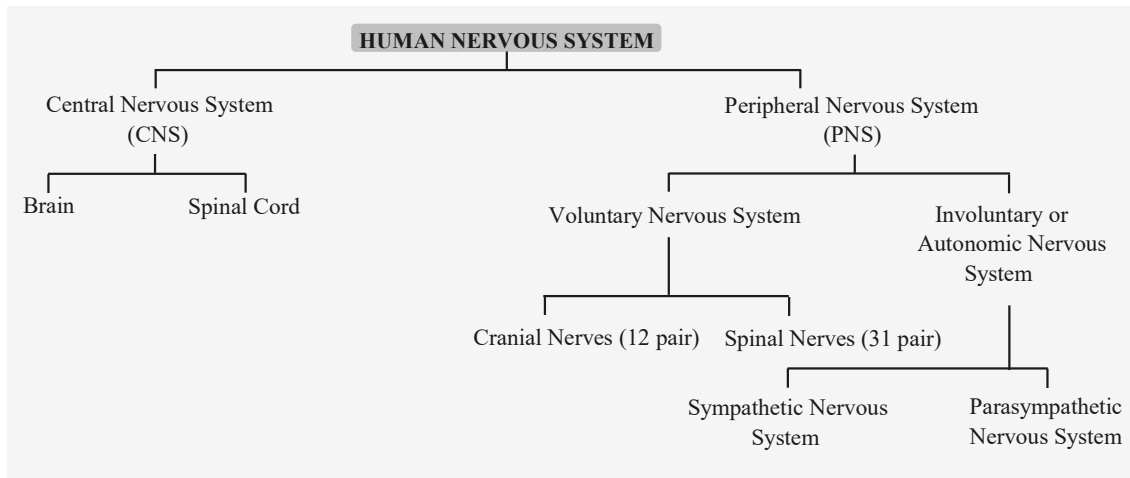 HUMAN NERVOUS SYSTEM
Central Nervous System
(CNS)
Peripheral Nervous System
(PNS)
Brain
Spinal Cord
Voluntary Nervous System
Involuntary or
Autonomic Nervous
System
Cranial Nerves (12 pair)
Spinal Nerves (31 pair)
Sympathetic Nervous
System
Parasympathetic
Nervous System